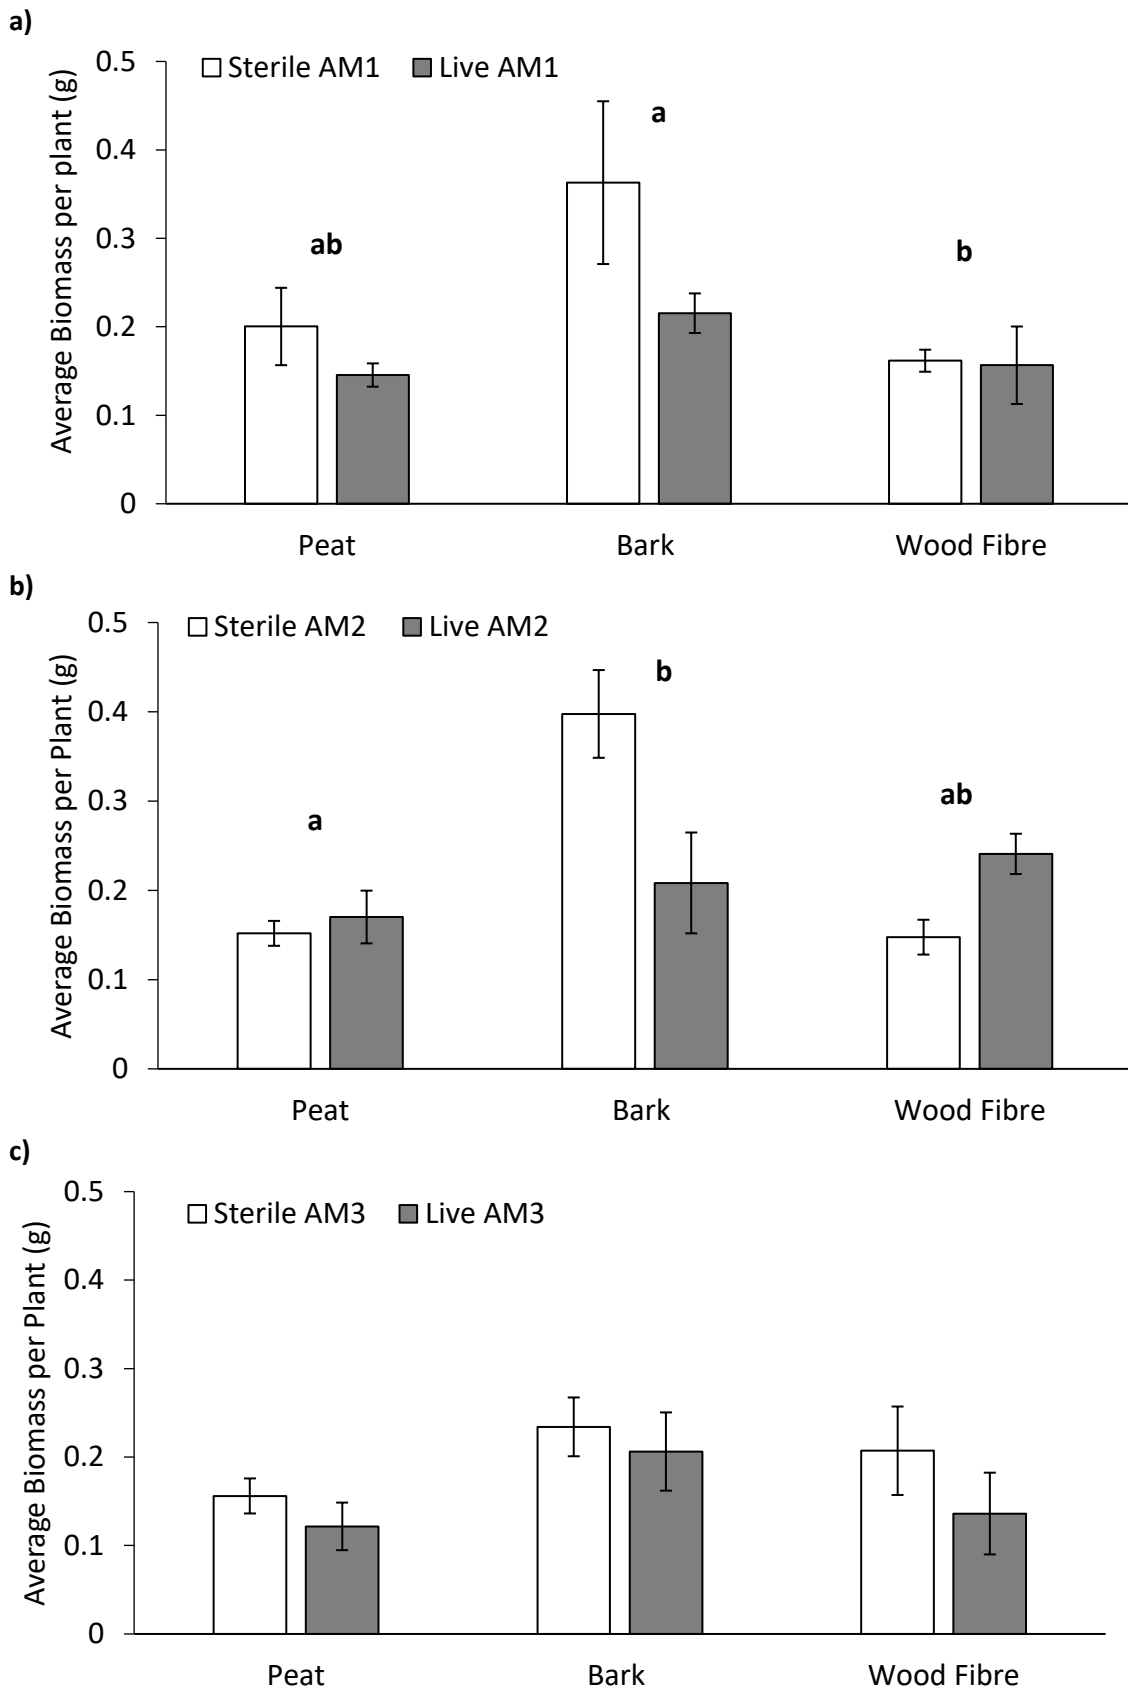 a)
Average Biomass per plant (g)
0.5
0.4
0.3
0.2
0.1
0
Sterile AM1 Live AM1
ab
a
b
Peat Bark Wood Fibre
b)
Average Biomass per Plant (g)
0.5
0.4
0.3
0.2
0.1
0
Sterile AM2 Live AM2
a
b
ab
Peat Bark Wood Fibre
c)
Average Biomass per Plant (g)
0.5
0.4
0.3
0.2
0.1
0
Sterile AM3 Live AM3
Peat Bark Wood Fibre